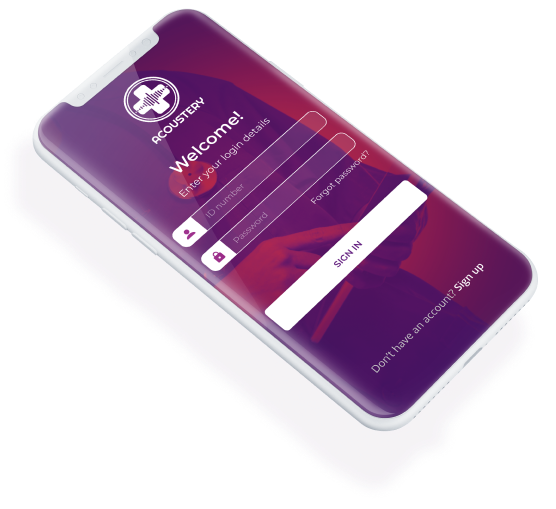 ACOUSTERY
Welcome!
Enter your login details
ID number
Password
Forgot password?
SIGN IN
Don't have an account? Sign up